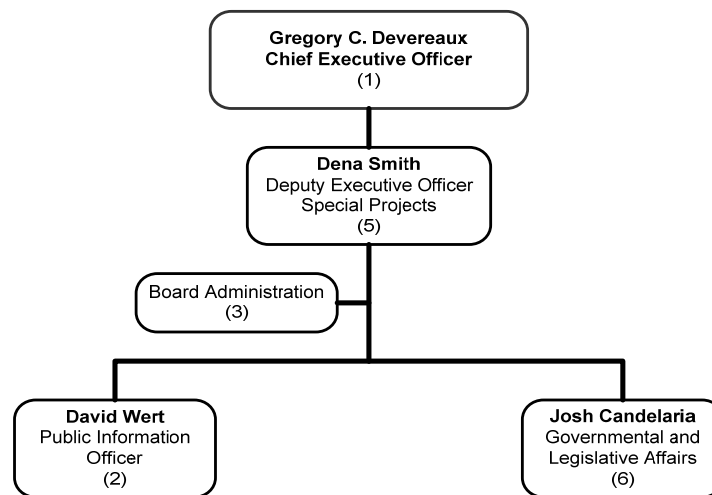 Gregory C. Devereaux
Chief Executive Officer
(1)
Dena Smith
Deputy Executive Officer
Special Projects
(5)
Board Administration
(3)
David Wert
Public Information
Officer
(2)
Josh Candelaria
Governmental and
Legislative Affairs
(6)